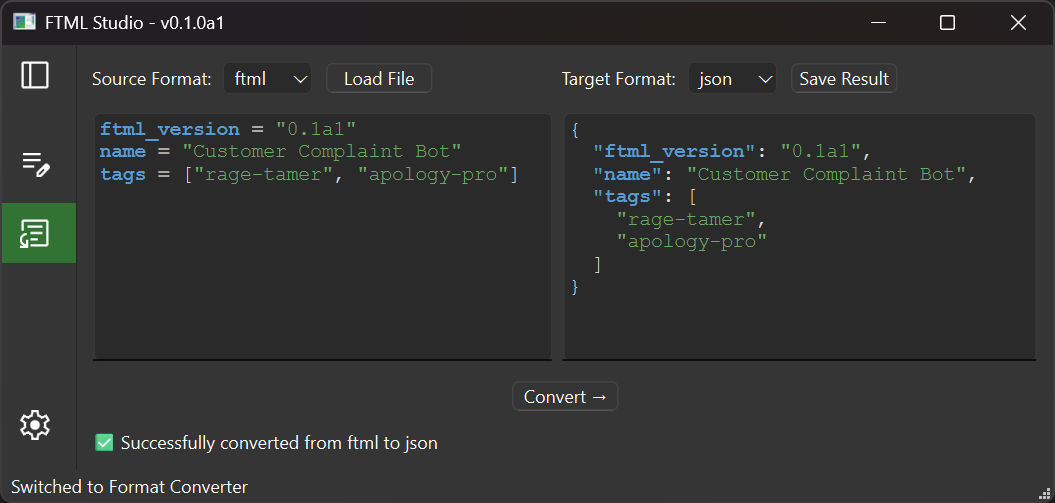 FTML Studio - v0.1.0a1
Source Format: ftml Load File Target Format: json Save Result
ftml_version = "0.1a1"
name = "Customer Complaint Bot"
tags = ["rage-tamer", "apology-pro"]
{
  "ftml_version": "0.1a1",
  "name": "Customer Complaint Bot",
  "tags": [
    "rage-tamer",
    "apology-pro"
  ]
}
Convert →
✅ Successfully converted from ftml to json
Switched to Format Converter